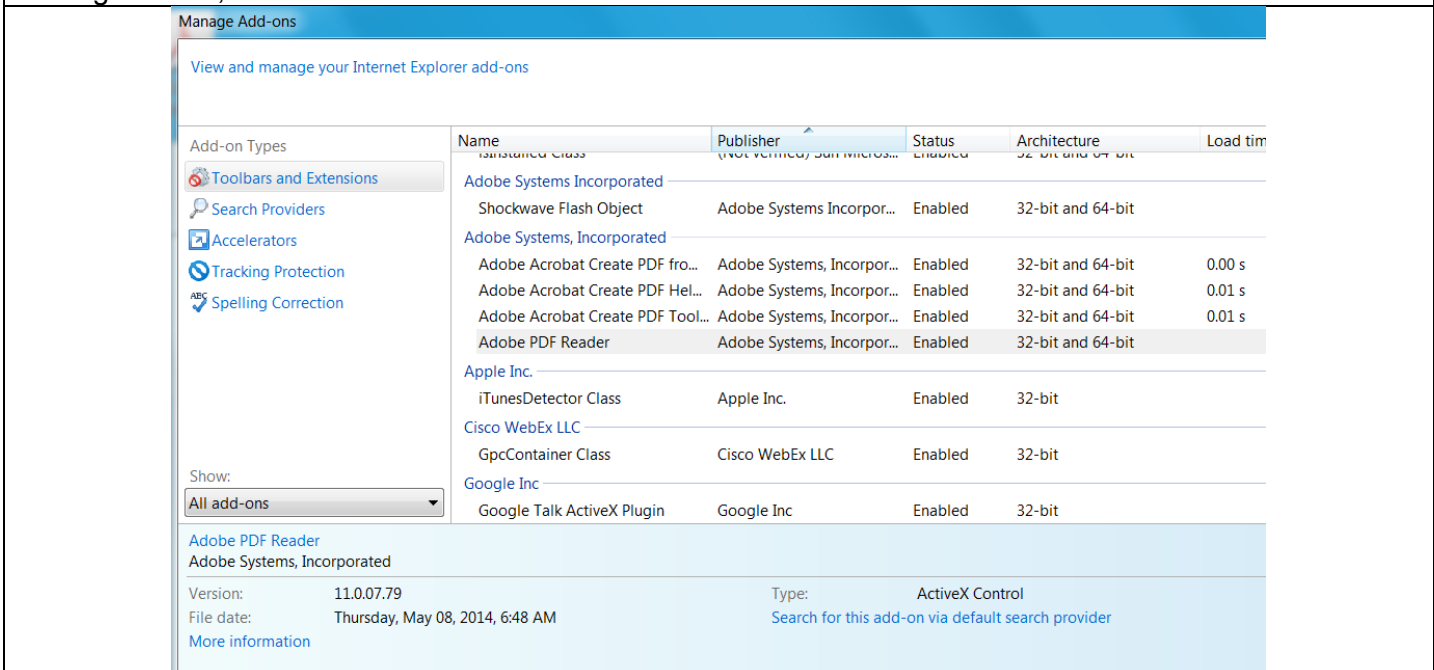 Manage Add-ons
View and manage your Internet Explorer add-ons
Add-on Types
Toolbars and Extensions
Search Providers
Accelerators
Tracking Protection
Spelling Correction
Show:
All add-ons
Name Publisher Status Architecture Load tim
Adobe Systems Incorporated
Shockwave Flash Object Adobe Systems Incorpor... Enabled 32-bit and 64-bit
Adobe Systems, Incorporated
Adobe Acrobat Create PDF fro... Adobe Systems, Incorpor... Enabled 32-bit and 64-bit 0.00 s
Adobe Acrobat Create PDF Hel... Adobe Systems, Incorpor... Enabled 32-bit and 64-bit 0.01 s
Adobe Acrobat Create PDF Tool... Adobe Systems, Incorpor... Enabled 32-bit and 64-bit 0.01 s
Adobe PDF Reader Adobe Systems, Incorpor... Enabled 32-bit and 64-bit
Apple Inc.
iTunesDetector Class Apple Inc. Enabled 32-bit
Cisco WebEx LLC
GpcContainer Class Cisco WebEx LLC Enabled 32-bit
Google Inc
Google Talk ActiveX Plugin Google Inc Enabled 32-bit
Adobe PDF Reader
Adobe Systems, Incorporated
Version: 11.0.07.79 Type: ActiveX Control
File date: Thursday, May 08, 2014, 6:48 AM Search for this add-on via default search provider
More information